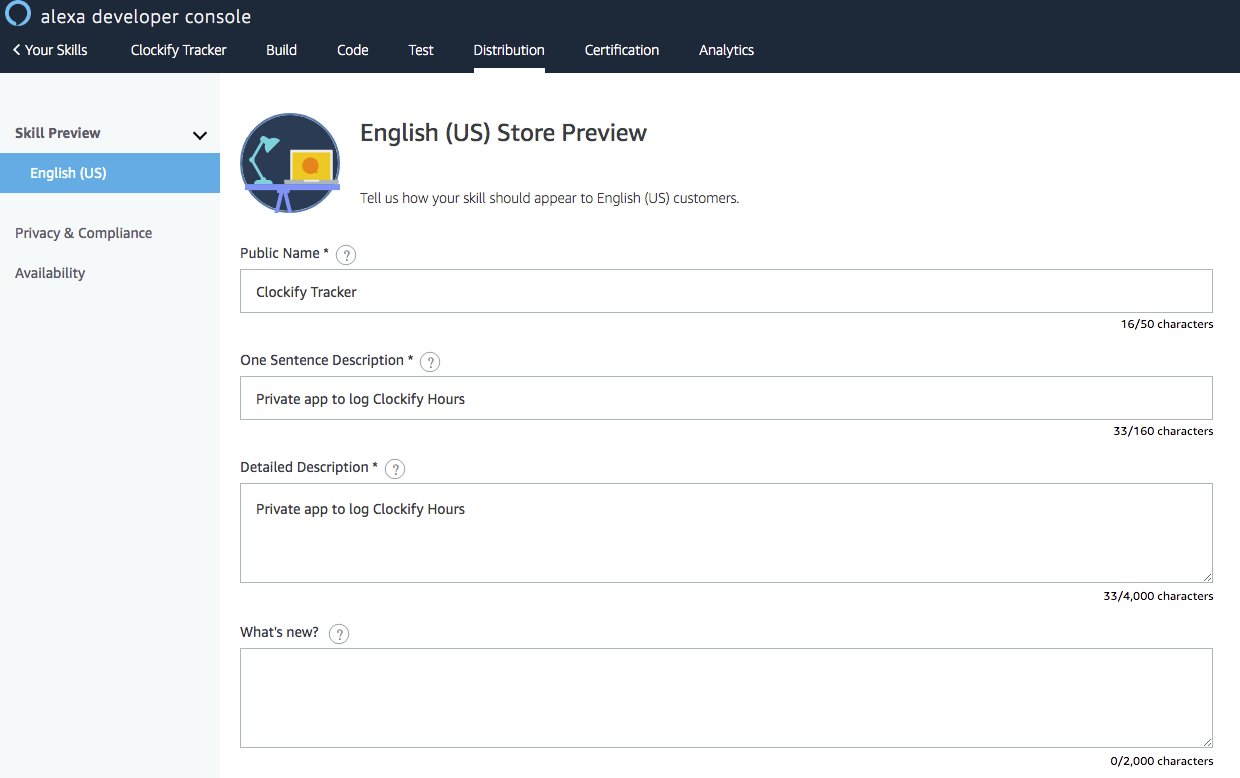 alexa developer console
Your Skills Clockify Tracker Build Code Test Distribution Certification Analytics
Skill Preview
English (US)
Privacy & Compliance
Availability
English (US) Store Preview
Tell us how your skill should appear to English (US) customers.
Public Name * ?
Clockify Tracker
16/50 characters
One Sentence Description * ?
Private app to log Clockify Hours
33/160 characters
Detailed Description * ?
Private app to log Clockify Hours
33/4,000 characters
What's new? ?
0/2,000 characters